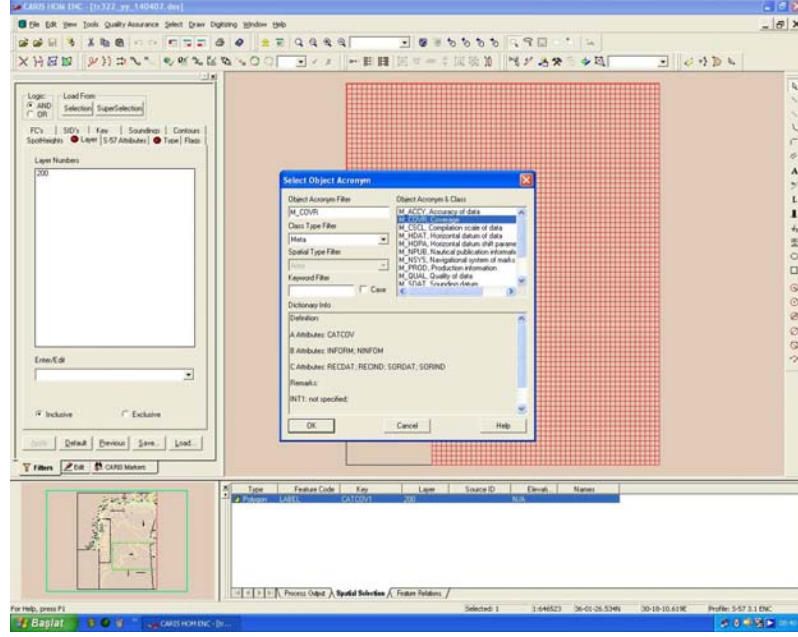 CARIS HOM ENC - [tr322_yy_140407.des]
File Edit View Tools Quality Assurance Select Draw Digitizing Window Help
Logic: Load From
AND
OR
Selection SuperSelection
FC's SID's Key Soundings Contours
SpotHeights Layer S-57 Attributes Type Flags
Layer Numbers
200
Enter/Edit
Inclusive Exclusive
Apply Default Previous Save... Load...
Filters Edit CARIS Markers
Select Object Acronym
Object Acronym Filter
M_COVR
Class Type Filter
Meta
Spatial Type Filter
Keyword Filter
Case
Object Acronym & Class
M_ACCY, Accuracy of data
M_COVR, Coverage
M_CSCL, Compilation scale of data
M_HDAT, Horizontal datum of data
M_HOPA, Horizontal datum shift parame
M_NPUB, Nautical publication informati
M_NSYS, Navigational system of marks
M_PROD, Production information
M_QUAL, Quality of data
M_SDAT, Sounding datum
Dictionary Info
Definition:
A Attributes: CATCOV
B Attributes: INFORM; NINFOM
C Attributes: RECDAT; RECIND; SORDAT; SORIND
Remarks:
INT1: not specified;
OK Cancel Help
Type Feature Code Key Layer Source ID Elevati.. Names
Polygon LABEL CATCOV1 200 N/A
Process Output Spatial Selection Feature Relations
For Help, press F1
Selected: 1 1:646523 36-01-26.534N 30-18-10.619E Profile: S-57 3.1 ENC
Başlat CARIS HOM ENC - [tr...